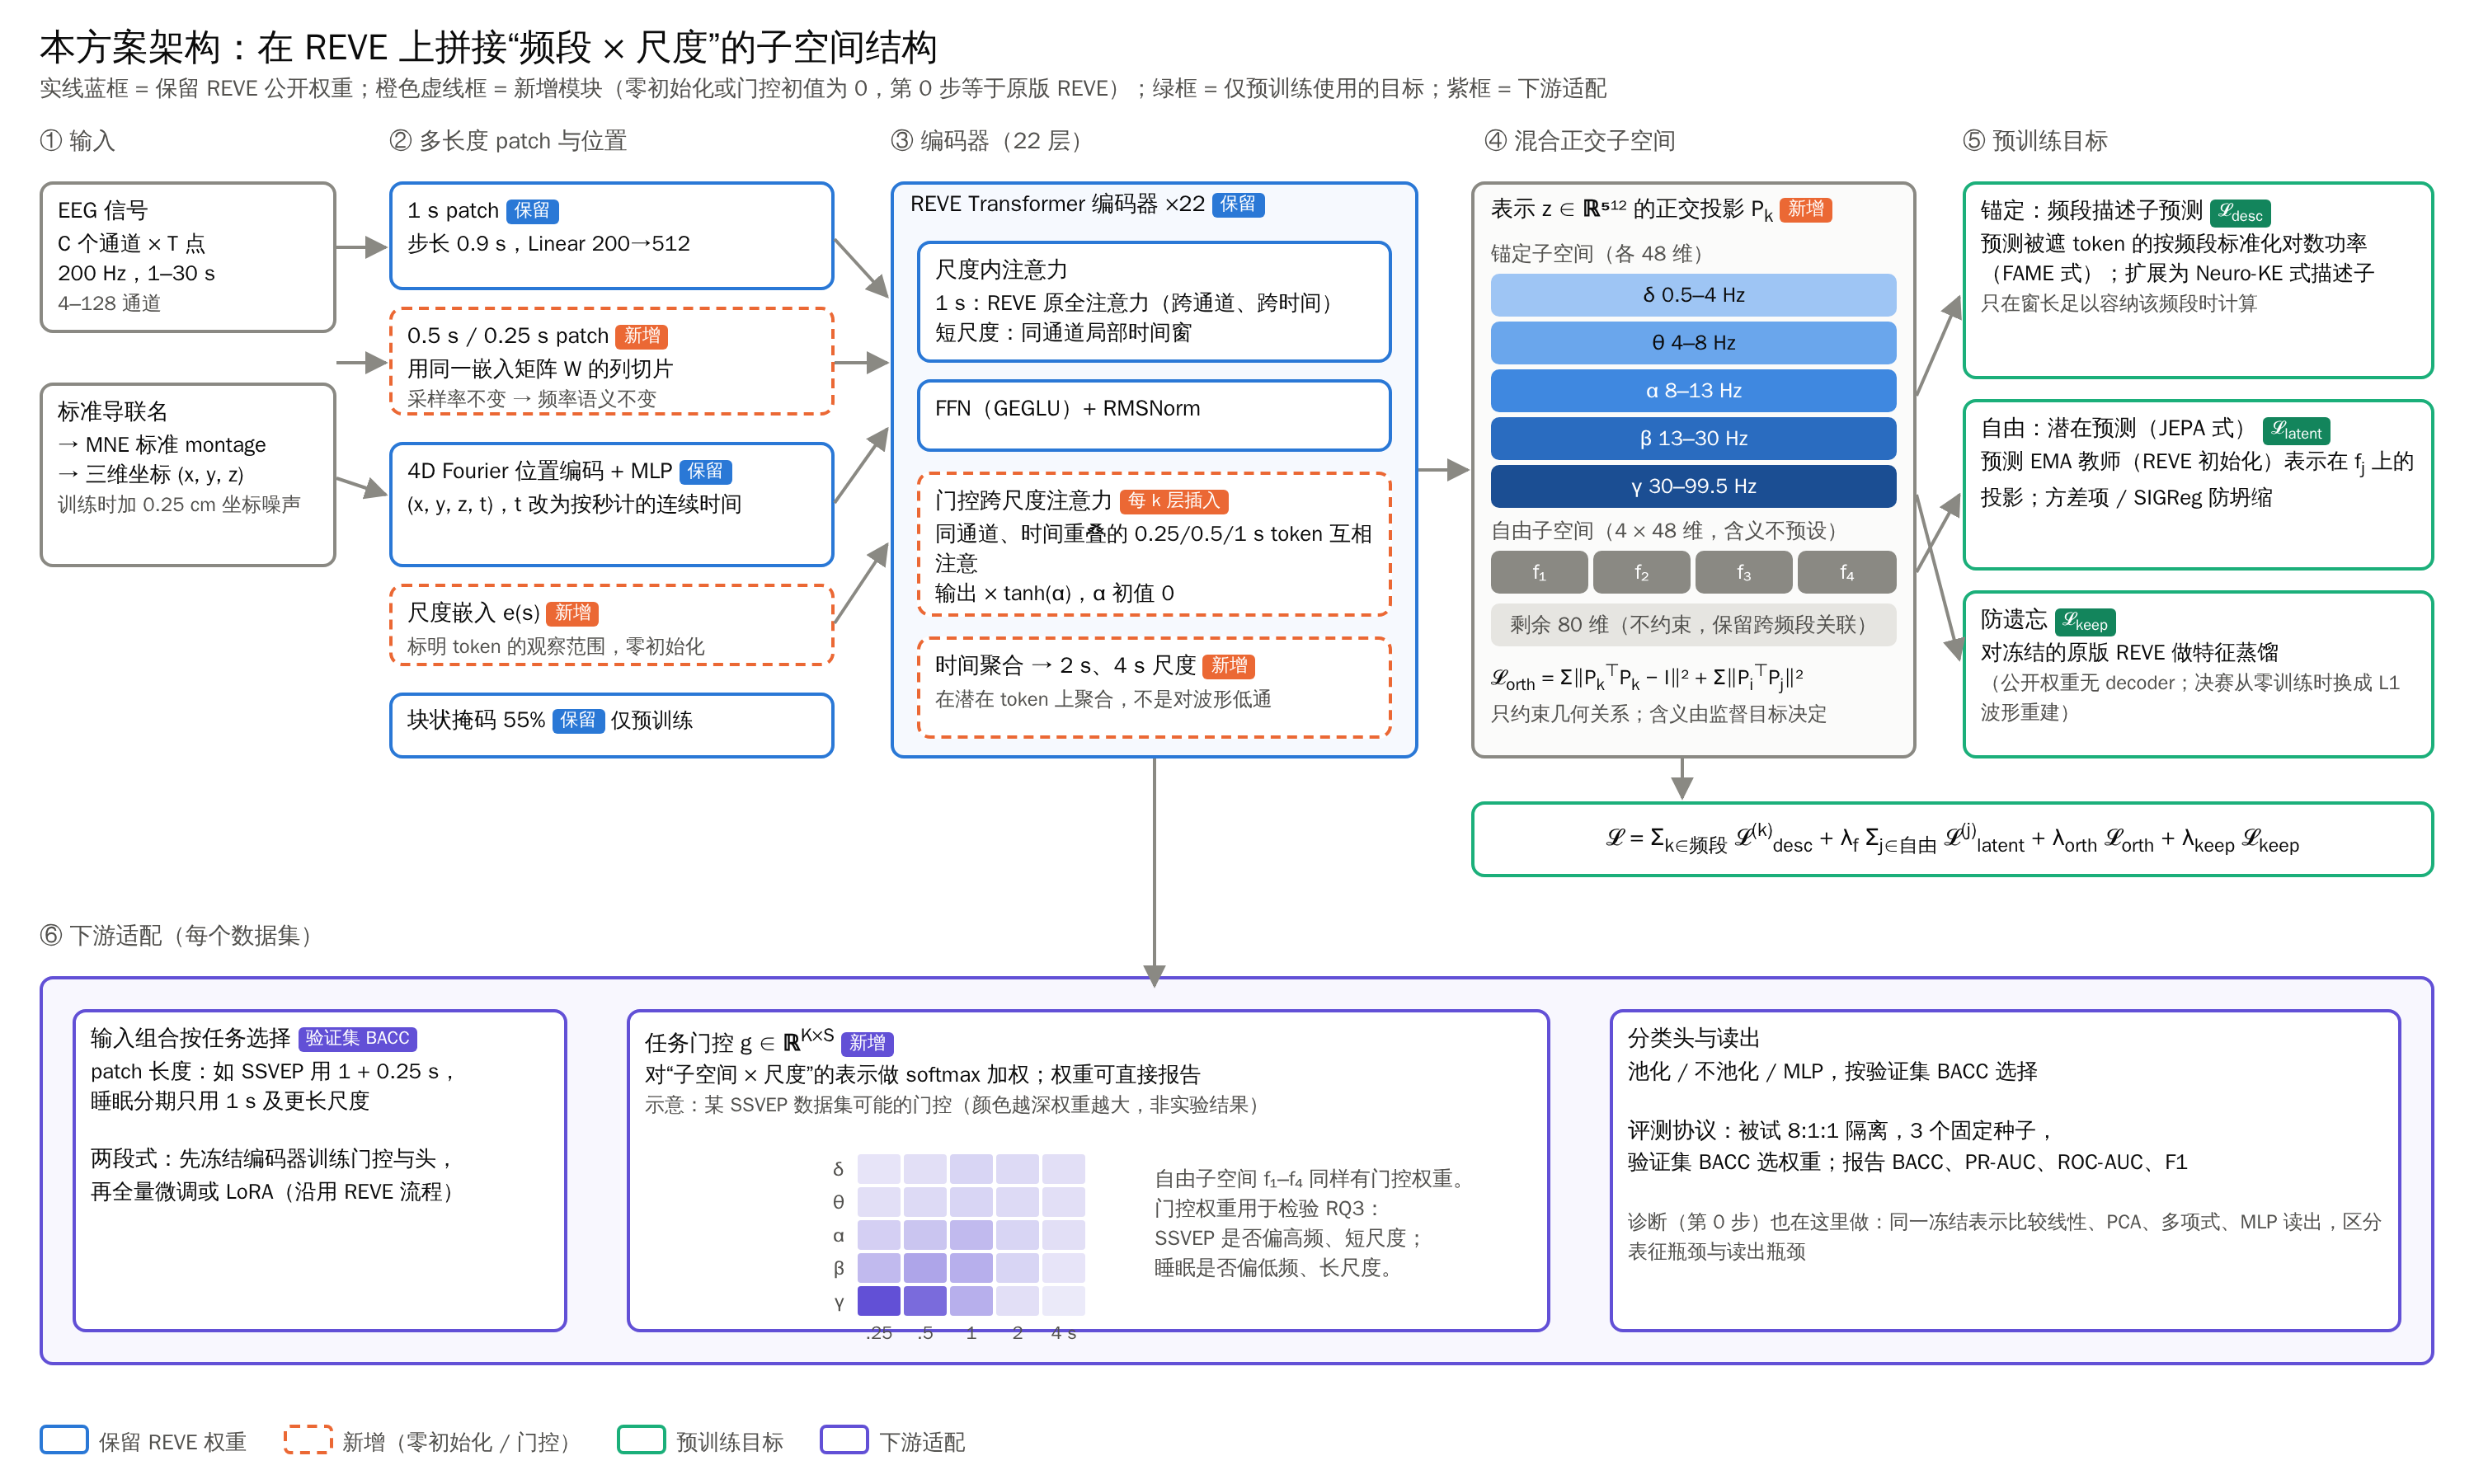 本方案架构：在 REVE 上拼接“频段 × 尺度”的子空间结构
实线蓝框 = 保留 REVE 公开权重；橙色虚线框 = 新增模块（零初始化或门控初值为 0，第 0 步等于原版 REVE）；绿框 = 仅预训练使用的目标；紫框 = 下游适配
① 输入
EEG 信号
C 个通道 × T 点
200 Hz，1–30 s
4–128 通道
标准导联名
→ MNE 标准 montage
→ 三维坐标 (x, y, z)
训练时加 0.25 cm 坐标噪声
② 多长度 patch 与位置
1 s patch 保留
步长 0.9 s，Linear 200→512
0.5 s / 0.25 s patch 新增
用同一嵌入矩阵 W 的列切片
采样率不变 → 频率语义不变
4D Fourier 位置编码 + MLP 保留
(x, y, z, t)，t 改为按秒计的连续时间
尺度嵌入 e(s) 新增
标明 token 的观察范围，零初始化
块状掩码 55% 保留 仅预训练
③ 编码器（22 层）
REVE Transformer 编码器 ×22 保留
尺度内注意力
1 s：REVE 原全注意力（跨通道、跨时间）
短尺度：同通道局部时间窗
FFN（GEGLU）+ RMSNorm
门控跨尺度注意力 每 k 层插入
同通道、时间重叠的 0.25/0.5/1 s token 互相
注意
输出 × tanh(α)，α 初值 0
时间聚合 → 2 s、4 s 尺度 新增
在潜在 token 上聚合，不是对波形低通
④ 混合正交子空间
表示 z ∈ ℝ⁵¹² 的正交投影 Pk 新增
锚定子空间（各 48 维）
δ 0.5–4 Hz
θ 4–8 Hz
α 8–13 Hz
β 13–30 Hz
γ 30–99.5 Hz
自由子空间（4 × 48 维，含义不预设）
f₁ f₂ f₃ f₄
剩余 80 维（不约束，保留跨频段关联）
ℒorth = Σ‖Pk⊤Pk − I‖² + Σ‖Pi⊤Pj‖²
只约束几何关系；含义由监督目标决定
⑤ 预训练目标
锚定：频段描述子预测 ℒdesc
预测被遮 token 的按频段标准化对数功率
（FAME 式）；扩展为 Neuro-KE 式描述子
只在窗长足以容纳该频段时计算
自由：潜在预测（JEPA 式） ℒlatent
预测 EMA 教师（REVE 初始化）表示在 fj 上的
投影；方差项 / SIGReg 防坍缩
防遗忘 ℒkeep
对冻结的原版 REVE 做特征蒸馏
（公开权重无 decoder；决赛从零训练时换成 L1
波形重建）
ℒ = Σk∈频段 ℒ(k)desc + λf Σj∈自由 ℒ(j)latent + λorth ℒorth + λkeep ℒkeep
⑥ 下游适配（每个数据集）
输入组合按任务选择 验证集 BACC
patch 长度：如 SSVEP 用 1 + 0.25 s，
睡眠分期只用 1 s 及更长尺度
两段式：先冻结编码器训练门控与头，
再全量微调或 LoRA（沿用 REVE 流程）
任务门控 g ∈ ℝK×S 新增
对“子空间 × 尺度”的表示做 softmax 加权；权重可直接报告
示意：某 SSVEP 数据集可能的门控（颜色越深权重越大，非实验结果）
δ
θ
α
β
γ
.25 .5 1 2 4 s
自由子空间 f₁–f₄ 同样有门控权重。
门控权重用于检验 RQ3：
SSVEP 是否偏高频、短尺度；
睡眠是否偏低频、长尺度。
分类头与读出
池化 / 不池化 / MLP，按验证集 BACC 选择
评测协议：被试 8:1:1 隔离，3 个固定种子，
验证集 BACC 选权重；报告 BACC、PR-AUC、ROC-AUC、F1
诊断（第 0 步）也在这里做：同一冻结表示比较线性、PCA、多项式、MLP 读出，区分
表征瓶颈与读出瓶颈
保留 REVE 权重
新增（零初始化 / 门控）
预训练目标
下游适配